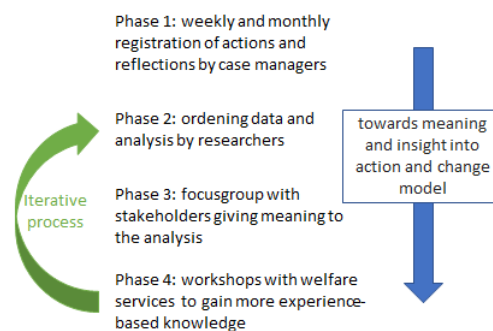 Phase 1: weekly and monthly
registration of actions and
reflections by case managers
Phase 2: ordening data and
analysis by researchers
Phase 3: focusgroup with
stakeholders giving meaning to
the analysis
Phase 4: workshops with welfare
services to gain more experience-
based knowledge
Iterative
process
towards meaning
and insight into
action and change
model